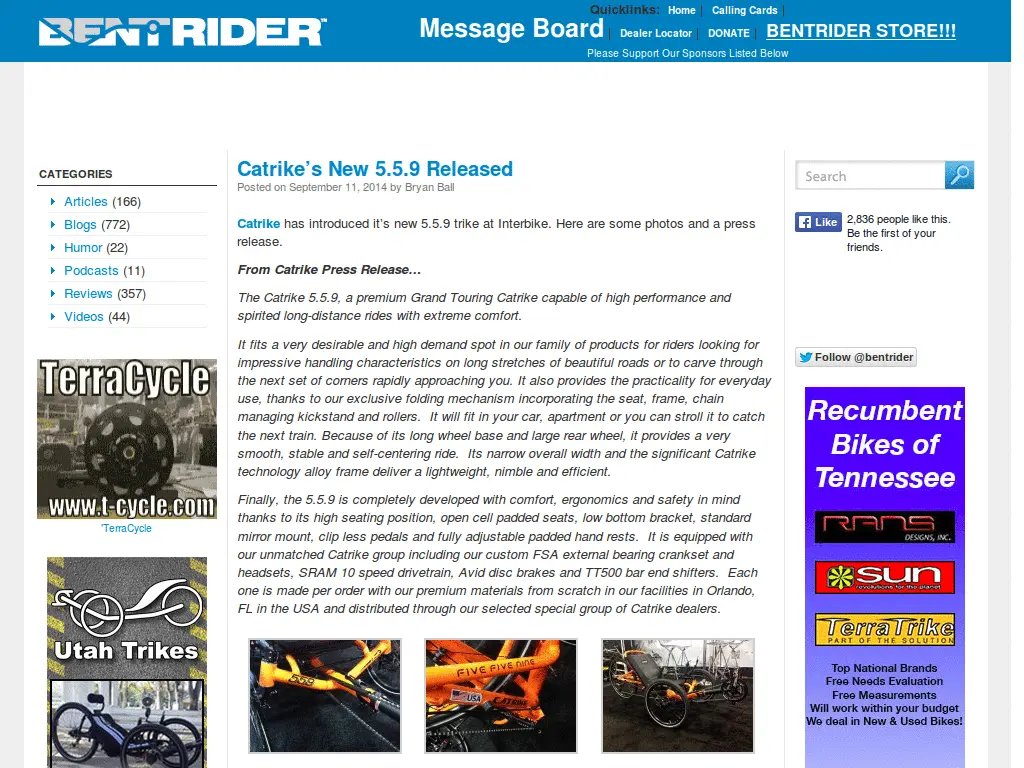 BENTRIDER™
Message Board
Quicklinks: Home | Calling Cards |
| Dealer Locator | DONATE | BENTRIDER STORE!!!
Please Support Our Sponsors Listed Below
CATEGORIES
Articles (166)
Blogs (772)
Humor (22)
Podcasts (11)
Reviews (357)
Videos (44)
TerraCycle
www.t-cycle.com
'TerraCycle
Utah Trikes
Catrike's New 5.5.9 Released
Posted on September 11, 2014 by Bryan Ball
Catrike has introduced it's new 5.5.9 trike at Interbike. Here are some photos and a press
release.
From Catrike Press Release…
The Catrike 5.5.9, a premium Grand Touring Catrike capable of high performance and
spirited long-distance rides with extreme comfort.
It fits a very desirable and high demand spot in our family of products for riders looking for
impressive handling characteristics on long stretches of beautiful roads or to carve through
the next set of corners rapidly approaching you. It also provides the practicality for everyday
use, thanks to our exclusive folding mechanism incorporating the seat, frame, chain
managing kickstand and rollers. It will fit in your car, apartment or you can stroll it to catch
the next train. Because of its long wheel base and large rear wheel, it provides a very
smooth, stable and self-centering ride. Its narrow overall width and the significant Catrike
technology alloy frame deliver a lightweight, nimble and efficient.
Finally, the 5.5.9 is completely developed with comfort, ergonomics and safety in mind
thanks to its high seating position, open cell padded seats, low bottom bracket, standard
mirror mount, clip less pedals and fully adjustable padded hand rests. It is equipped with
our unmatched Catrike group including our custom FSA external bearing crankset and
headsets, SRAM 10 speed drivetrain, Avid disc brakes and TT500 bar end shifters. Each
one is made per order with our premium materials from scratch in our facilities in Orlando,
FL in the USA and distributed through our selected special group of Catrike dealers.
5.5.9
FIVE FIVE NINE
USA
CATRIKE
Search
Like
2,836 people like this.
Be the first of your
friends.
Follow @bentrider
Recumbent
Bikes of
Tennessee
RANS
DESIGNS, INC.
sun
revolutions for the planet
TerraTrike
PART OF THE SOLUTION
Top National Brands
Free Needs Evaluation
Free Measurements
Will work within your budget
We deal in New & Used Bikes!